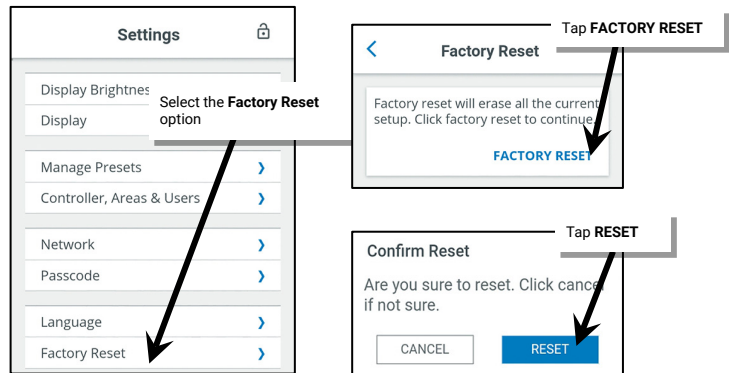 Settings
Display Brightnes
Display
Select the Factory Reset
option
Manage Presets
Controller, Areas & Users
Network
Passcode
Language
Factory Reset
Tap FACTORY RESET
Factory Reset
Factory reset will erase all the current
setup. Click factory reset to continue.
FACTORY RESET
Tap RESET
Confirm Reset
Are you sure to reset. Click cancel
if not sure.
CANCEL
RESET